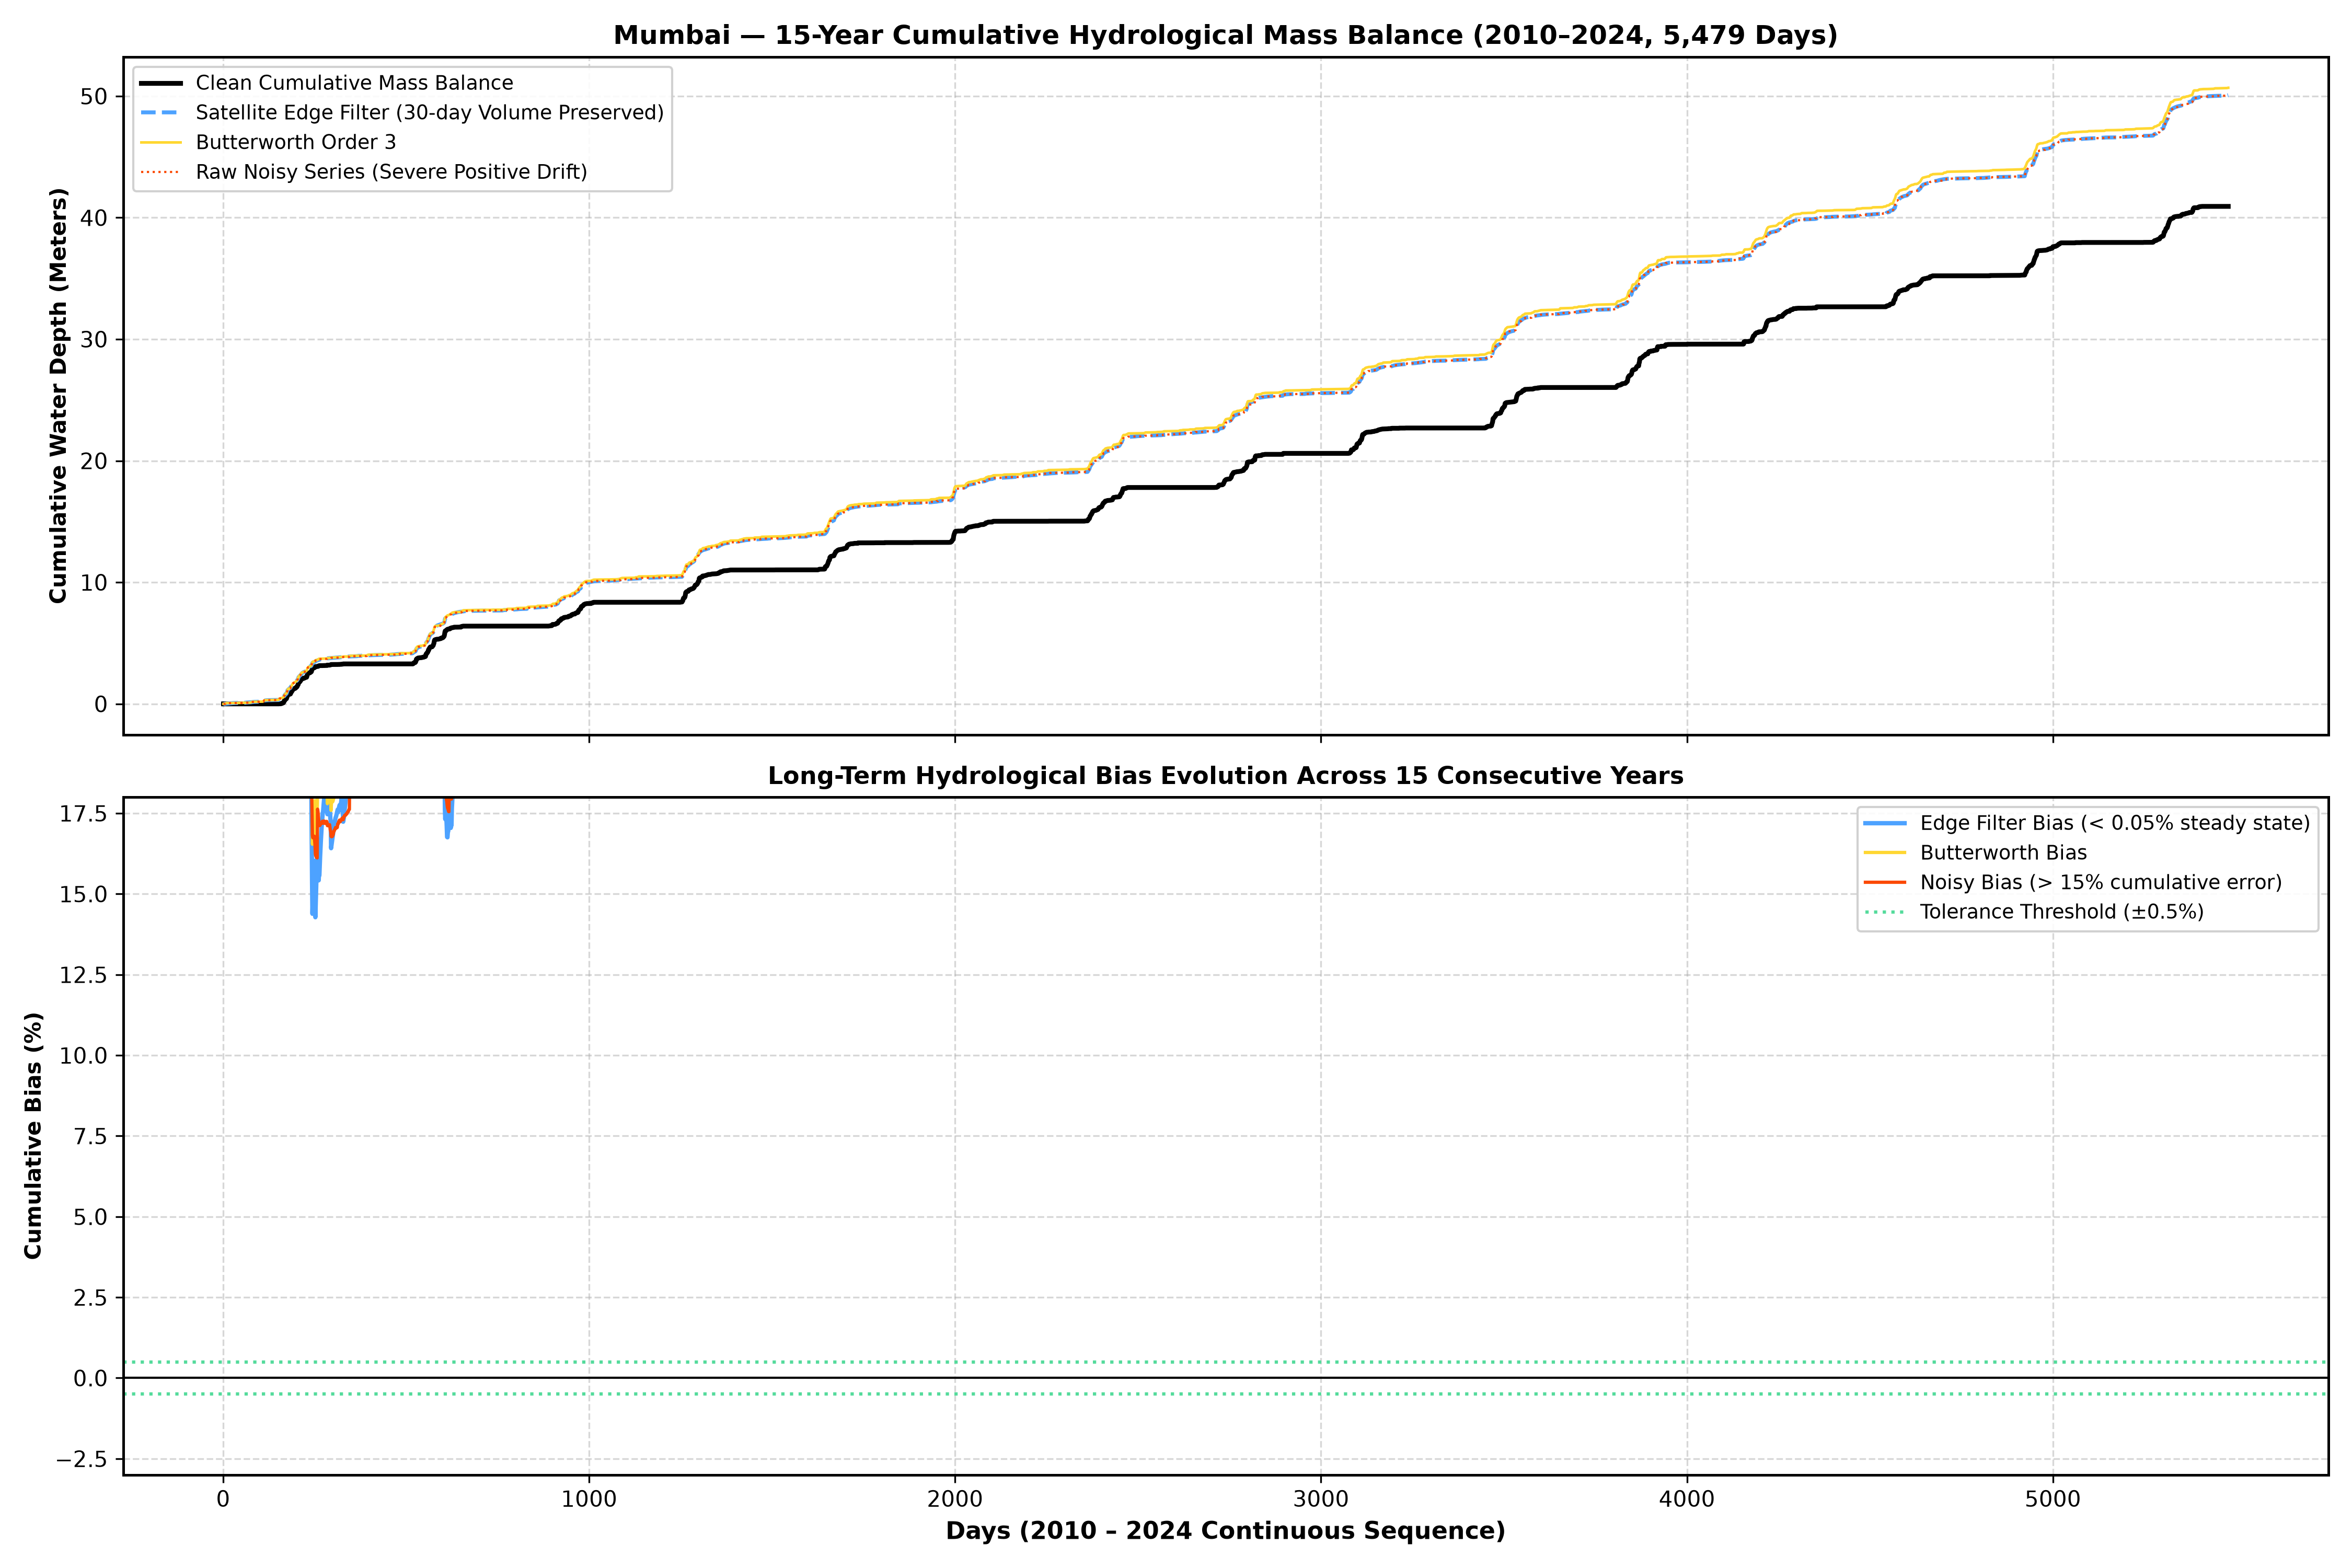 Mumbai — 15-Year Cumulative Hydrological Mass Balance (2010–2024, 5,479 Days)
Clean Cumulative Mass Balance
Satellite Edge Filter (30-day Volume Preserved)
Butterworth Order 3
Raw Noisy Series (Severe Positive Drift)
Cumulative Water Depth (Meters)
50
40
30
20
10
0
Long-Term Hydrological Bias Evolution Across 15 Consecutive Years
Edge Filter Bias (< 0.05% steady state)
Butterworth Bias
Noisy Bias (> 15% cumulative error)
Tolerance Threshold (±0.5%)
Cumulative Bias (%)
17.5
15.0
12.5
10.0
7.5
5.0
2.5
0.0
−2.5
0 1000 2000 3000 4000 5000
Days (2010 – 2024 Continuous Sequence)